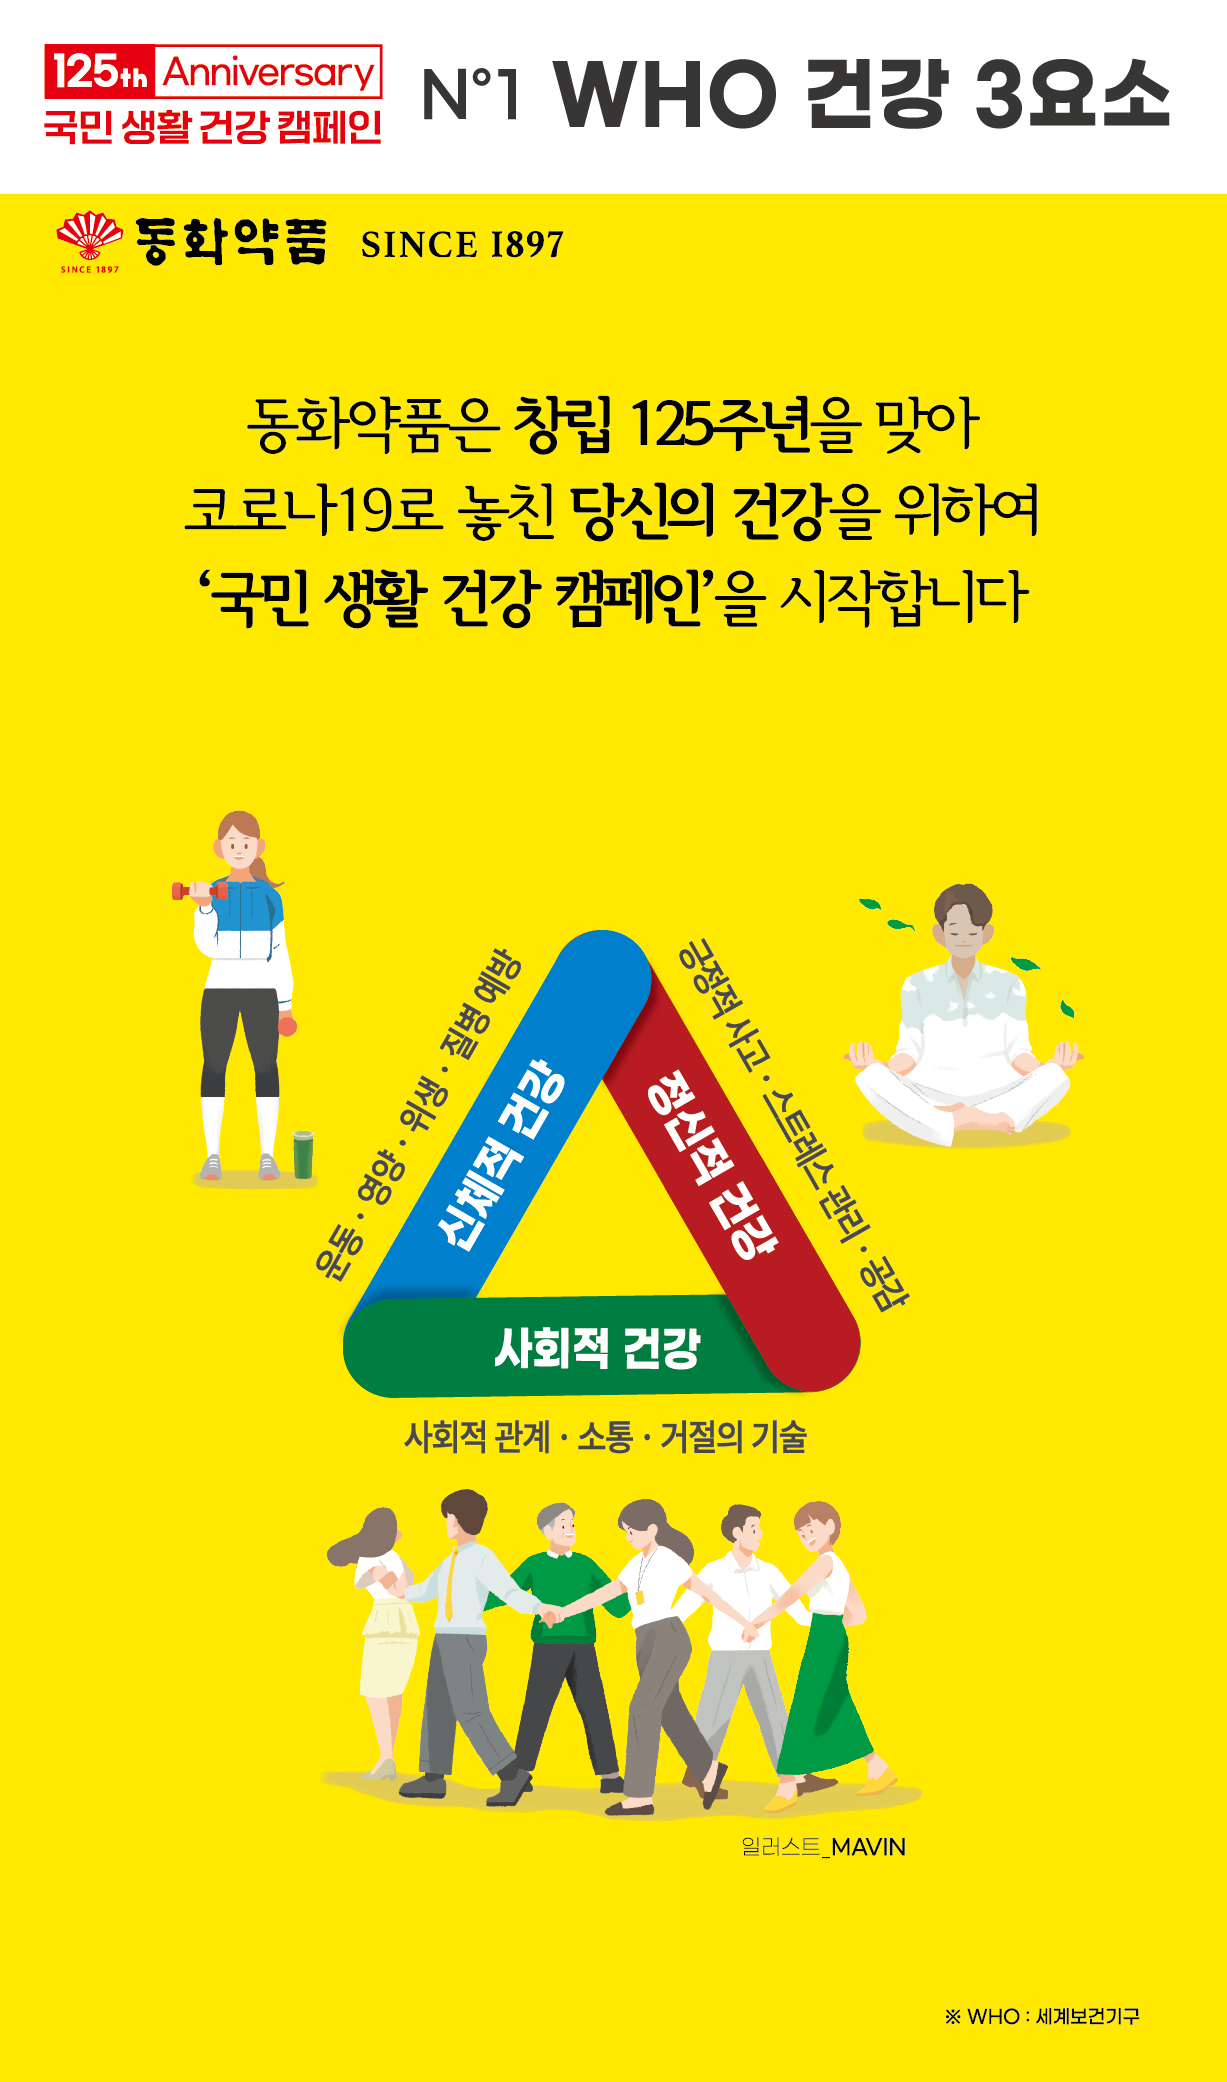 125th Anniversary
국민 생활 건강 캠페인
N°1 WHO 건강 3요소
SINCE 1897
동화약품 SINCE 1897
동화약품은 창립 125주년을 맞아
코로나19로 놓친 당신의 건강을 위하여
‘국민 생활 건강 캠페인’을 시작합니다
운동 · 영양 · 위생 · 질병 예방
신체적 건강
정신적 건강
긍정적 사고 · 스트레스 관리 · 공감
사회적 건강
사회적 관계 · 소통 · 거절의 기술
일러스트_MAVIN
※ WHO : 세계보건기구